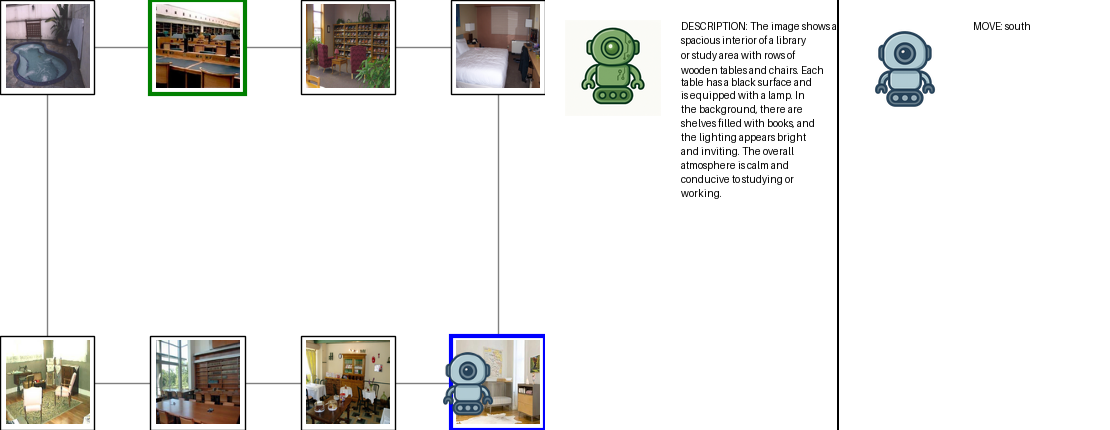 DESCRIPTION: The image shows a
spacious interior of a library
or study area with rows of
wooden tables and chairs. Each
table has a black surface and
is equipped with a lamp. In
the background, there are
shelves filled with books, and
the lighting appears bright
and inviting. The overall
atmosphere is calm and
conducive to studying or
working.
MOVE: south